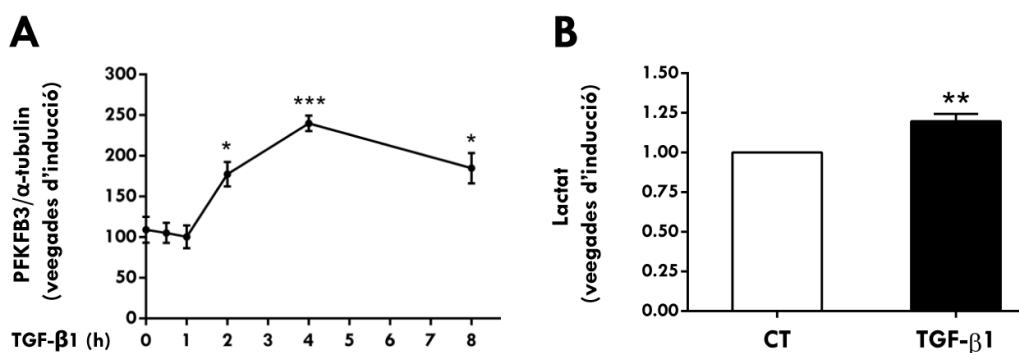 A
PFKFB3/α-tubulin
(veegades d'inducció)
300
250
200
150
100
50
0
*
***
*
TGF-β1 (h)
0 1 2 3 4 5 6 7 8
B
Lactat
(veegades d'inducció)
1.50
1.25
1.00
0.75
0.50
0.25
0.00
**
CT
TGF-β1